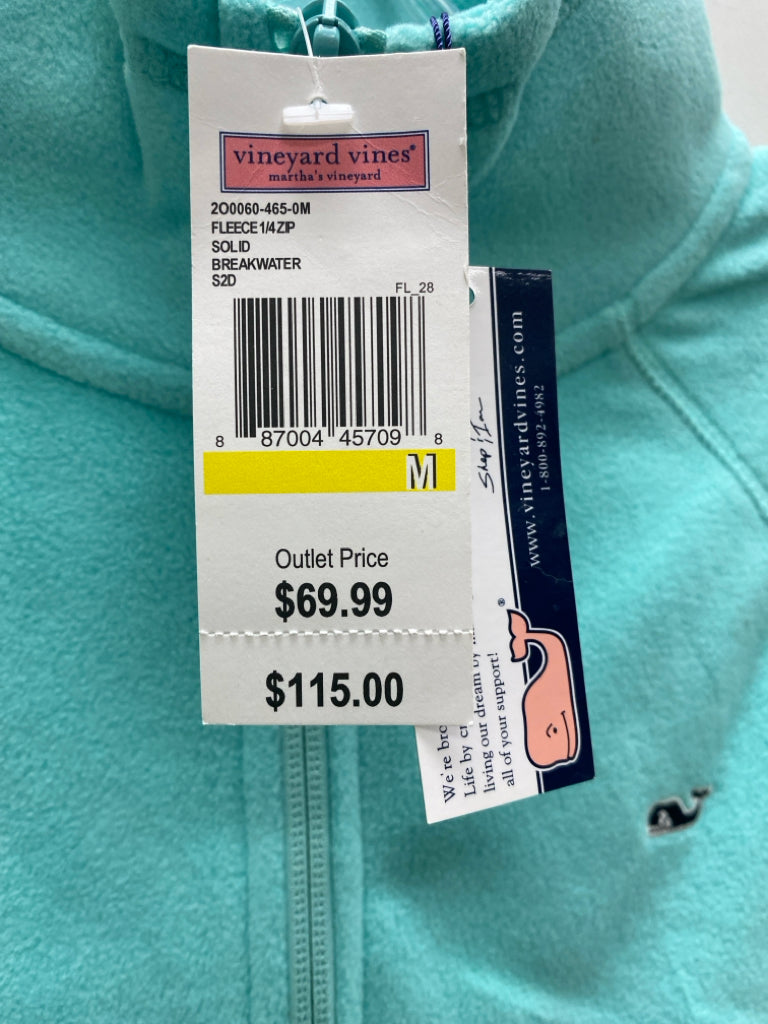 vineyard vines®
martha's vineyard
2O0060-465-0M
FLEECE 1/4 ZIP
SOLID
BREAKWATER
S2D
FL_28
8 87004 45709 8
M
Outlet Price
$69.99
$115.00
www.vineyardvines.com
1-800-892-4982
Shep & Ian
We're bro
Life by
living our dream by
all of your support!
®